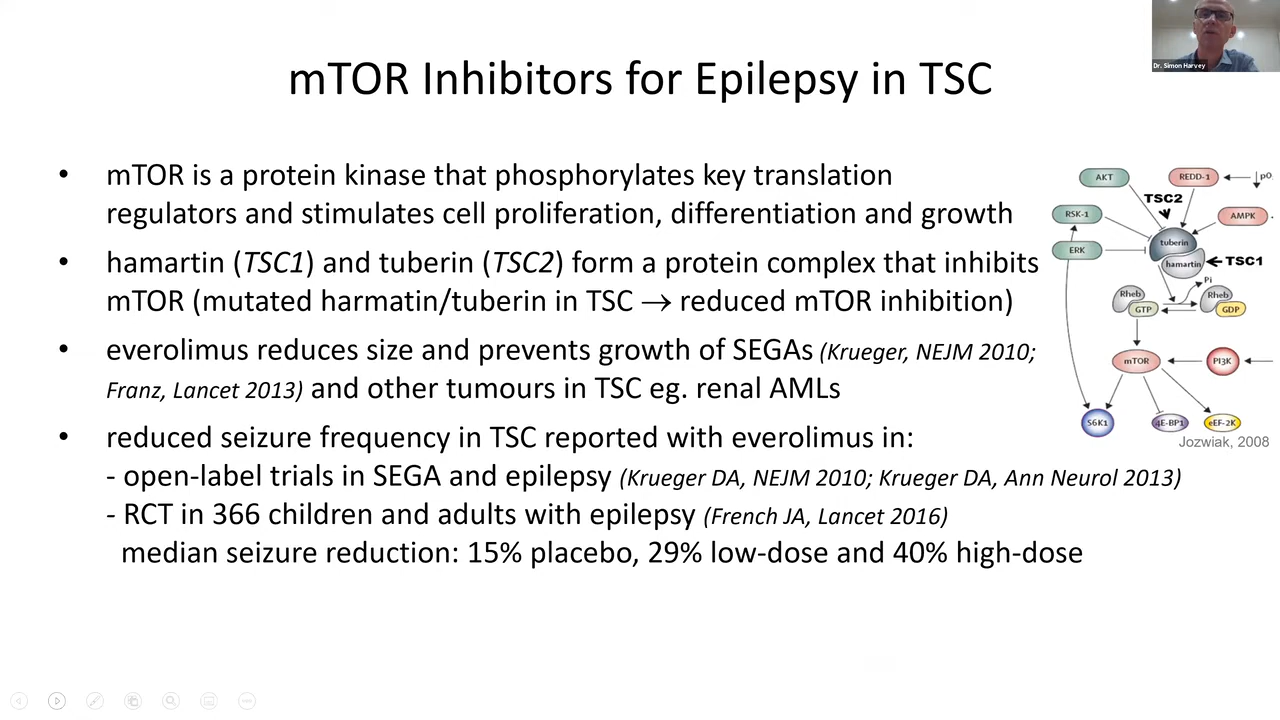 Dr. Simon Harvey
mTOR Inhibitors for Epilepsy in TSC
• mTOR is a protein kinase that phosphorylates key translation
regulators and stimulates cell proliferation, differentiation and growth
• hamartin (TSC1) and tuberin (TSC2) form a protein complex that inhibits
mTOR (mutated harmatin/tuberin in TSC → reduced mTOR inhibition)
• everolimus reduces size and prevents growth of SEGAs (Krueger, NEJM 2010;
Franz, Lancet 2013) and other tumours in TSC eg. renal AMLs
• reduced seizure frequency in TSC reported with everolimus in:
- open-label trials in SEGA and epilepsy (Krueger DA, NEJM 2010; Krueger DA, Ann Neurol 2013)
- RCT in 366 children and adults with epilepsy (French JA, Lancet 2016)
median seizure reduction: 15% placebo, 29% low-dose and 40% high-dose
AKT
REDD-1
TSC2
RSK-1
AMPK
tuberin
ERK
hamartin
TSC1
Pi
Rheb
GTP
Rheb
GDP
mTOR
PI3K
S6K1
4E-BP1
eEF-2K
Jozwiak, 2008